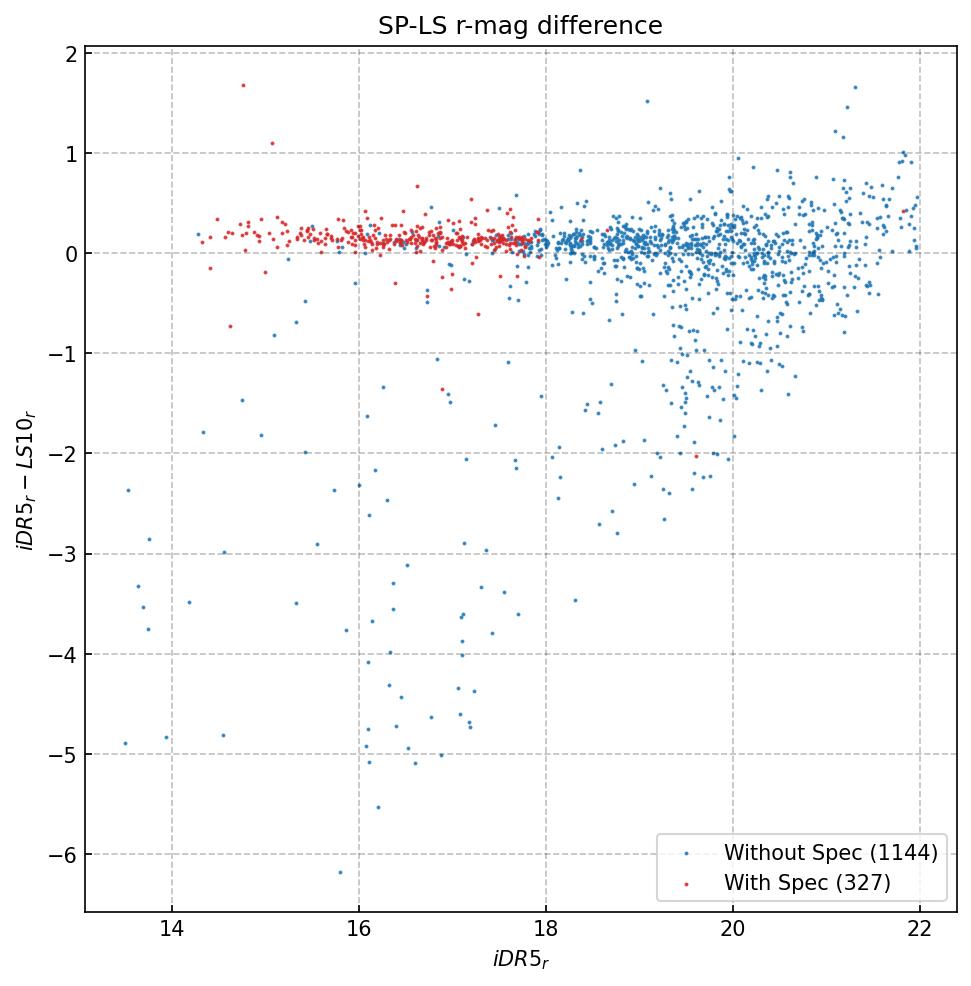 SP-LS r-mag difference
2
1
0
−1
−2
−3
−4
−5
−6
iDR5r − LS10r
14 16 18 20 22
iDR5r
Without Spec (1144)
With Spec (327)